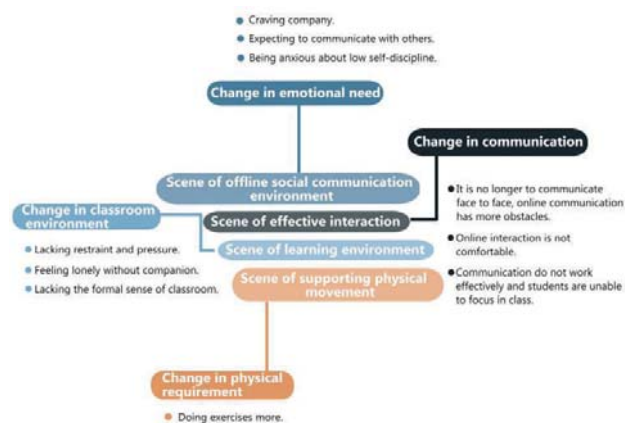 Craving company.
Expecting to communicate with others.
Being anxious about low self-discipline.
Change in emotional need
Change in communication
Scene of offline social communication
environment
It is no longer to communicate
face to face, online communication
has more obstacles.
Online interaction is not
comfortable.
Communication do not work
effectively and students are unable
to focus in class.
Change in classroom
environment
Scene of effective interaction
Lacking restraint and pressure.
Feeling lonely without companion.
Lacking the formal sense of classroom.
Scene of learning environment
Scene of supporting physical
movement
Change in physical
requirement
Doing exercises more.